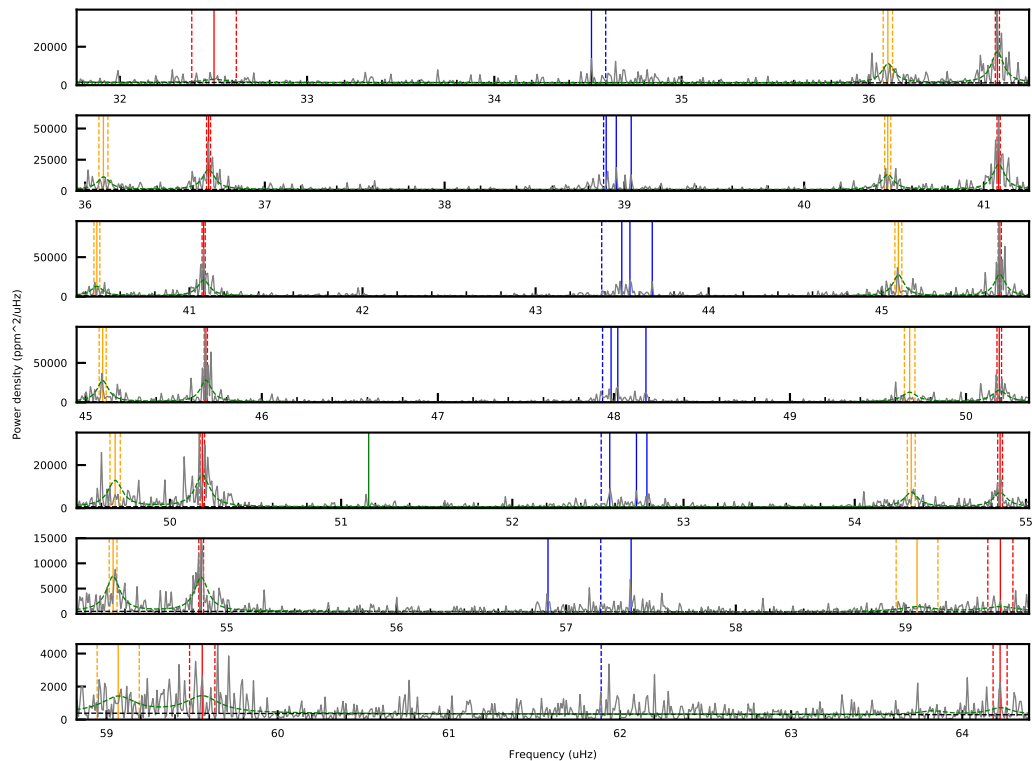 20000
0
32 33 34 35 36
50000
25000
0
36 37 38 39 40 41
50000
0
41 42 43 44 45
50000
0
45 46 47 48 49 50
Power density (ppm^2/uHz)
20000
0
50 51 52 53 54 55
15000
10000
5000
0
55 56 57 58 59
4000
2000
0
59 60 61 62 63 64
Frequency (uHz)